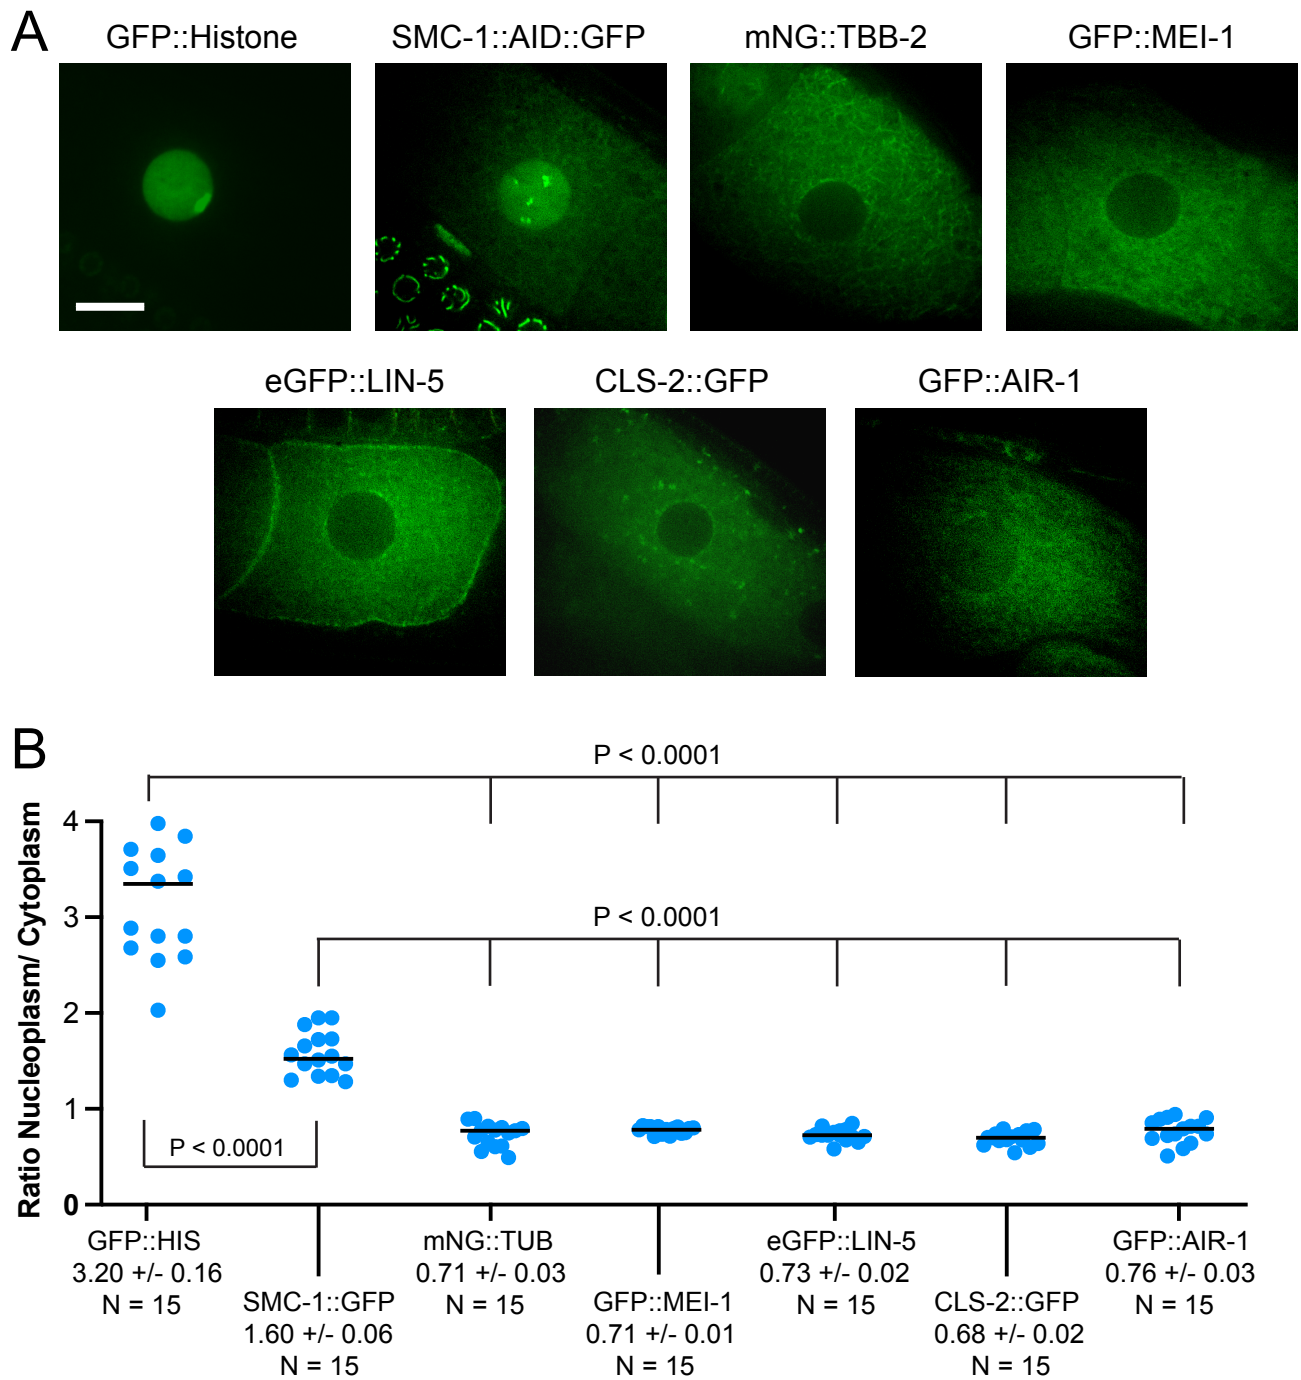 A
GFP::Histone
SMC-1::AID::GFP
mNG::TBB-2
GFP::MEI-1
eGFP::LIN-5
CLS-2::GFP
GFP::AIR-1
B
P < 0.0001
Ratio Nucleoplasm/ Cytoplasm
4
3
2
1
0
P < 0.0001
P < 0.0001
GFP::HIS
3.20 +/- 0.16
N = 15
SMC-1::GFP
1.60 +/- 0.06
N = 15
mNG::TUB
0.71 +/- 0.03
N = 15
GFP::MEI-1
0.71 +/- 0.01
N = 15
eGFP::LIN-5
0.73 +/- 0.02
N = 15
CLS-2::GFP
0.68 +/- 0.02
N = 15
GFP::AIR-1
0.76 +/- 0.03
N = 15